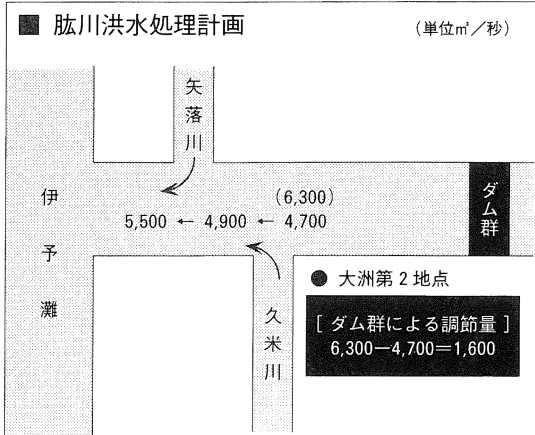 ■ 肱川洪水処理計画
(単位㎥／秒)
矢落川
伊予灘
(6,300)
5,500 ← 4,900 ← 4,700
ダム群
久米川
● 大洲第2地点
[ ダム群による調節量 ]
6,300－4,700＝1,600